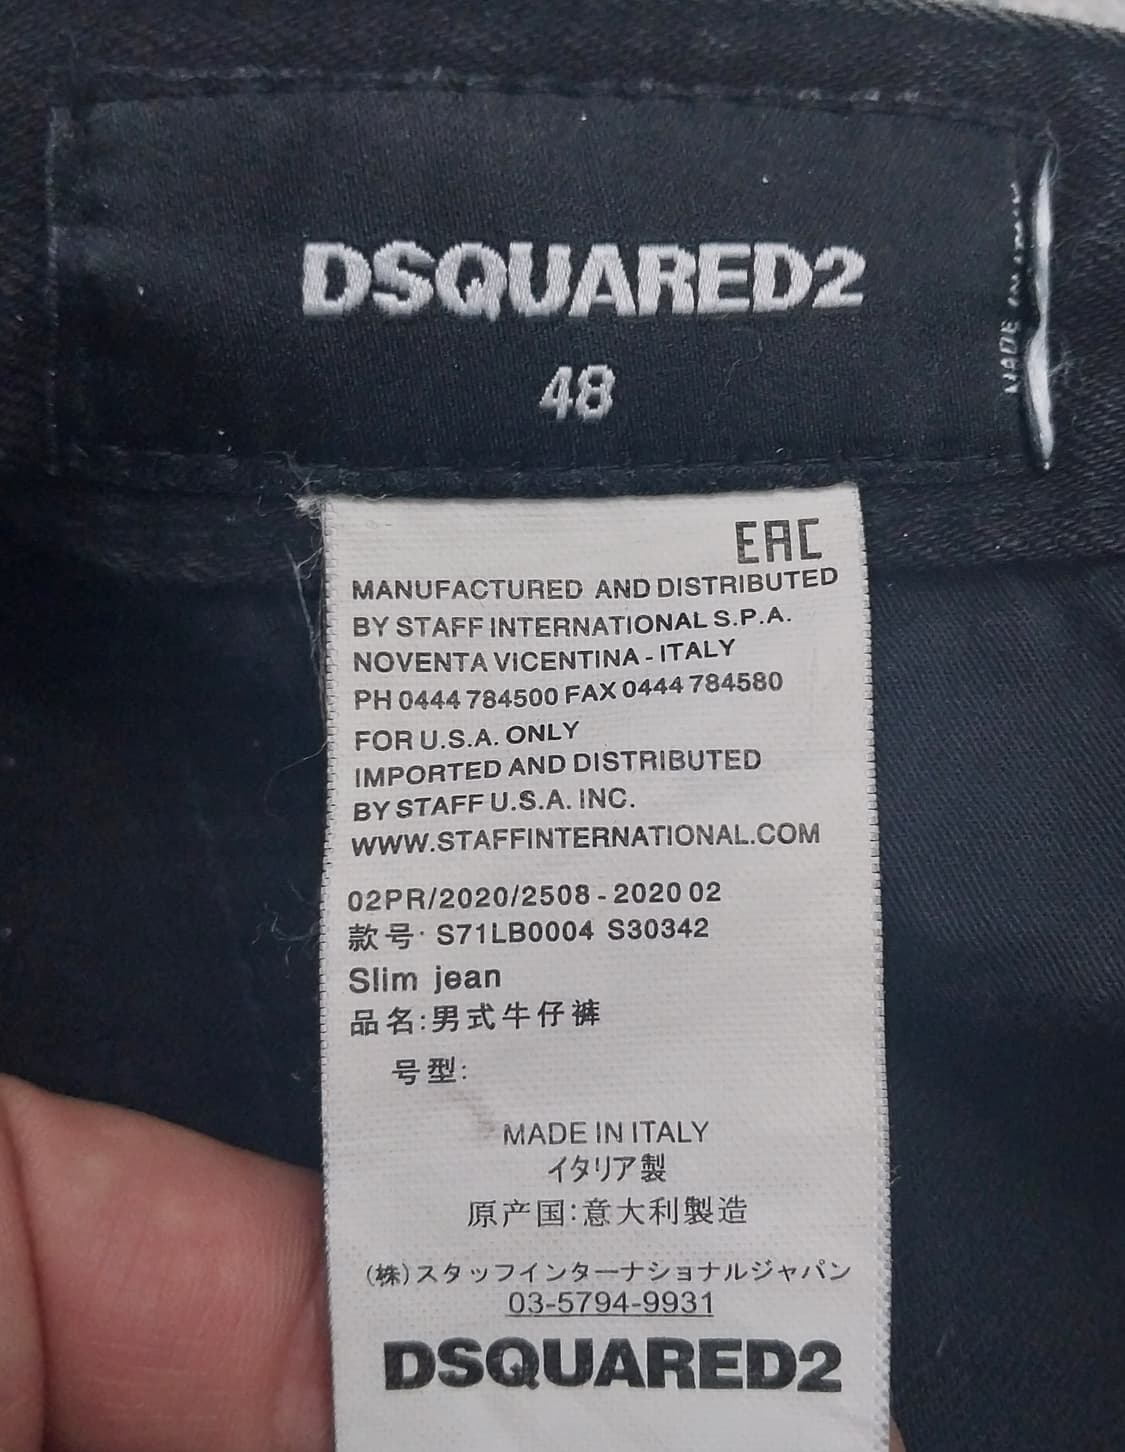 DSQUARED2
48
MADE IN
EAC
MANUFACTURED AND DISTRIBUTED
BY STAFF INTERNATIONAL S.P.A.
NOVENTA VICENTINA - ITALY
PH 0444 784500 FAX 0444 784580
FOR U.S.A. ONLY
IMPORTED AND DISTRIBUTED
BY STAFF U.S.A. INC.
WWW.STAFFINTERNATIONAL.COM
02PR/2020/2508 - 2020 02
款号· S71LB0004 S30342
Slim jean
品名:男式牛仔裤
号型:
MADE IN ITALY
イタリア製
原产国:意大利製造
(株)スタッフインターナショナルジャパン
03-5794-9931
DSQUARED2